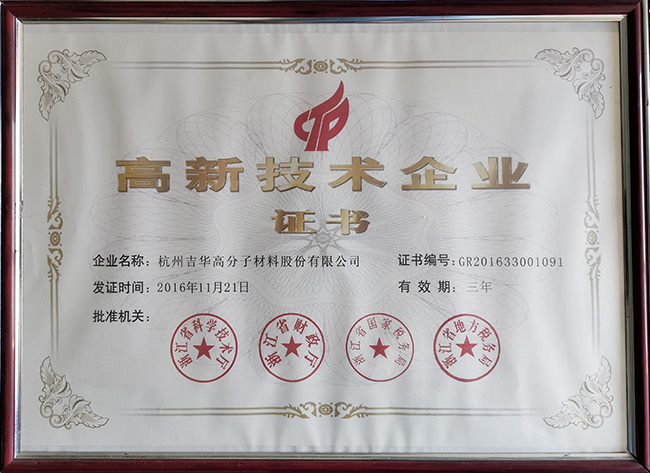 高新技术企业
证书
企业名称：杭州吉华高分子材料股份有限公司
证书编号：GR201633001091
发证时间：2016年11月21日
有效期：三年
批准机关：
浙江省科学技术厅
浙江省财政厅
浙江省国家税务局
浙江省地方税务局